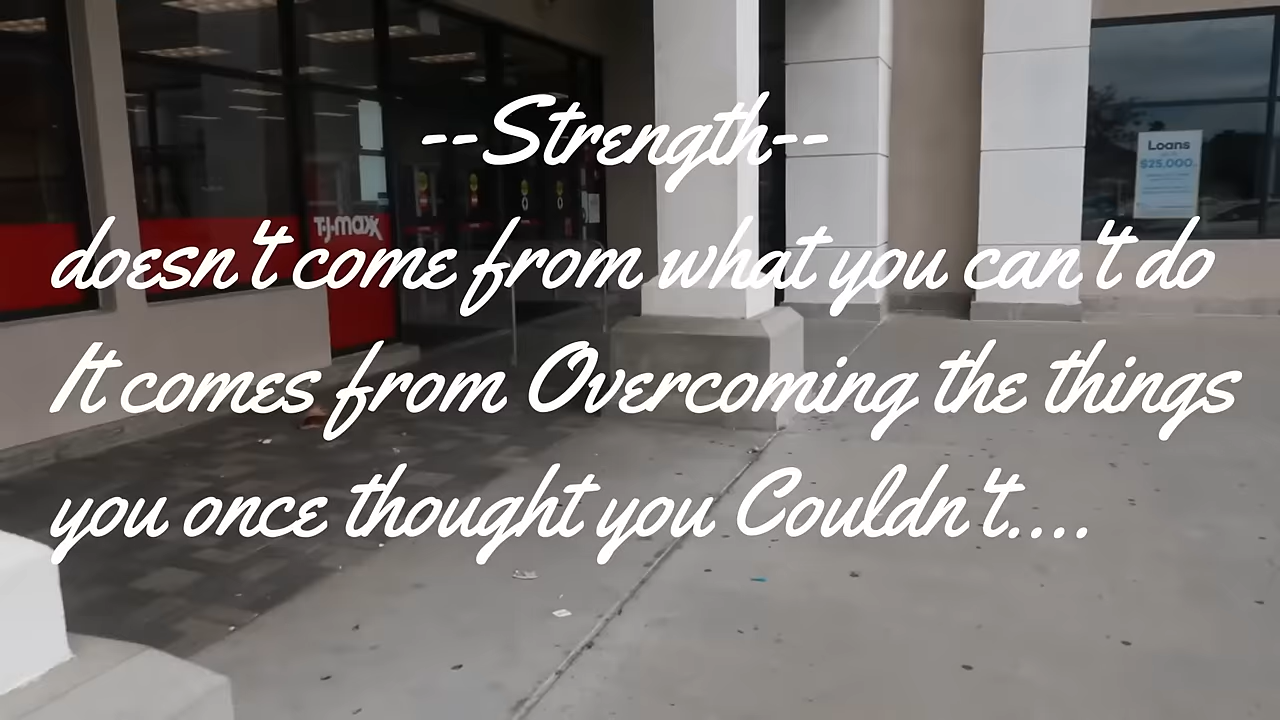 --Strength--
doesn't come from what you can't do
It comes from Overcoming the things
you once thought you Couldn't....
T·J·maxx
Loans
$25,000.